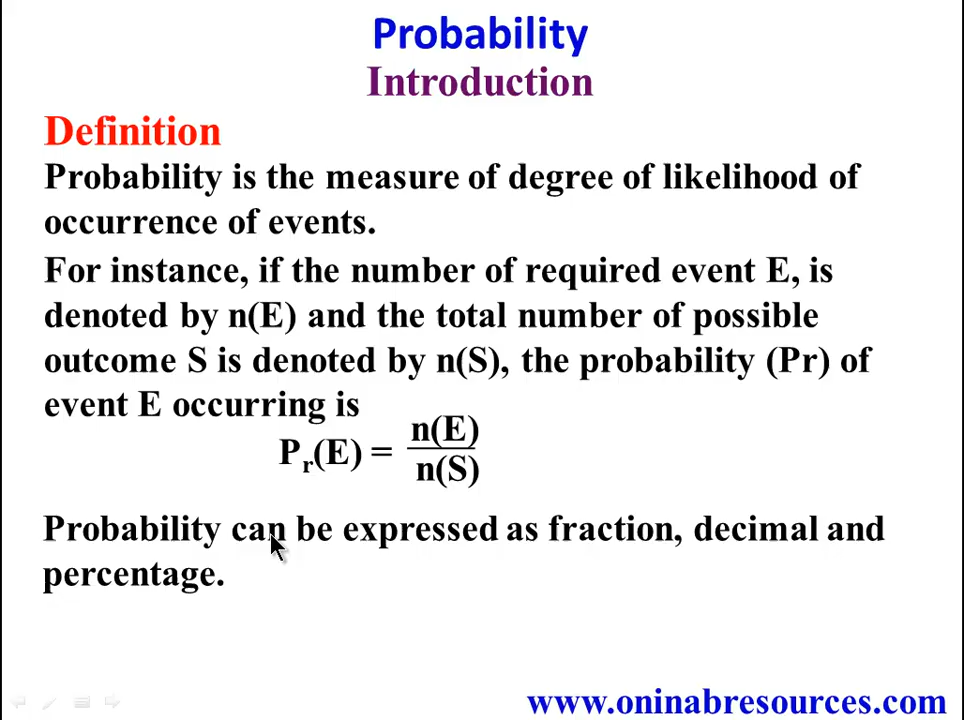 Probability
Introduction
Definition
Probability is the measure of degree of likelihood of
occurrence of events.
For instance, if the number of required event E, is
denoted by n(E) and the total number of possible
outcome S is denoted by n(S), the probability (Pr) of
event E occurring is
Pr(E) = n(E)/n(S)
Probability can be expressed as fraction, decimal and
percentage.
www.oninabresources.com